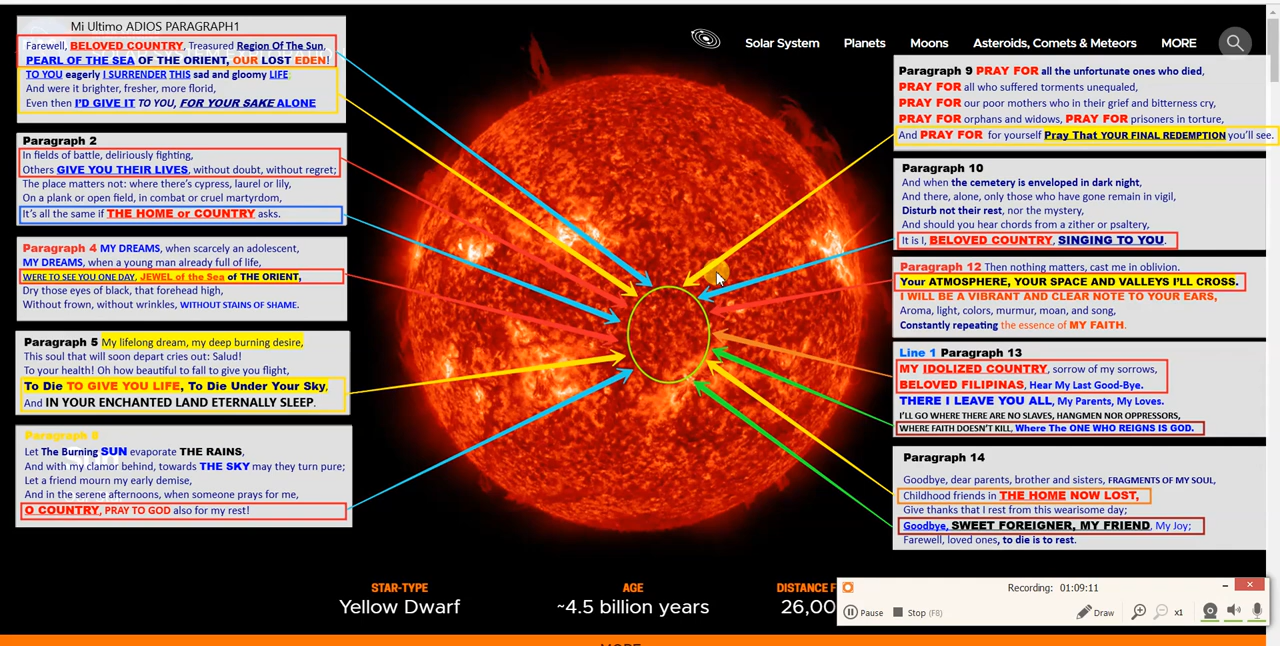 Mi Ultimo ADIOS PARAGRAPH1
Farewell, BELOVED COUNTRY, Treasured Region Of The Sun,
PEARL OF THE SEA OF THE ORIENT, OUR LOST EDEN!
TO YOU eagerly I SURRENDER THIS sad and gloomy LIFE
And were it brighter, fresher, more florid,
Even then I'D GIVE IT TO YOU, FOR YOUR SAKE ALONE
Paragraph 2
In fields of battle, deliriously fighting,
Others GIVE YOU THEIR LIVES, without doubt, without regret;
The place matters not: where there's cypress, laurel or lily,
On a plank or open field, in combat or cruel martyrdom,
It's all the same if THE HOME or COUNTRY asks.
Paragraph 4 MY DREAMS, when scarcely an adolescent,
MY DREAMS, when a young man already full of life,
WERE TO SEE YOU ONE DAY, JEWEL of the Sea of THE ORIENT,
Dry those eyes of black, that forehead high,
Without frown, without wrinkles, WITHOUT STAINS OF SHAME.
Paragraph 5 My lifelong dream, my deep burning desire,
This soul that will soon depart cries out: Salud!
To your health! Oh how beautiful to fall to give you flight,
To Die TO GIVE YOU LIFE, To Die Under Your Sky,
And IN YOUR ENCHANTED LAND ETERNALLY SLEEP.
Paragraph 6
Let The Burning SUN evaporate THE RAINS,
And with my clamor behind, towards THE SKY may they turn pure;
Let a friend mourn my early demise,
And in the serene afternoons, when someone prays for me,
O COUNTRY, PRAY TO GOD also for my rest!
Solar System Planets Moons Asteroids, Comets & Meteors MORE
Paragraph 9 PRAY FOR all the unfortunate ones who died,
PRAY FOR all who suffered torments unequaled,
PRAY FOR our poor mothers who in their grief and bitterness cry,
PRAY FOR orphans and widows, PRAY FOR prisoners in torture,
And PRAY FOR for yourself Pray That YOUR FINAL REDEMPTION you'll see.
Paragraph 10
And when the cemetery is enveloped in dark night,
And there, alone, only those who have gone remain in vigil,
Disturb not their rest, nor the mystery,
And should you hear chords from a zither or psaltery,
It is I, BELOVED COUNTRY, SINGING TO YOU.
Paragraph 12 Then nothing matters, cast me in oblivion.
Your ATMOSPHERE, YOUR SPACE AND VALLEYS I'LL CROSS.
I WILL BE A VIBRANT AND CLEAR NOTE TO YOUR EARS,
Aroma, light, colors, murmur, moan, and song,
Constantly repeating the essence of MY FAITH.
Line 1 Paragraph 13
MY IDOLIZED COUNTRY, sorrow of my sorrows,
BELOVED FILIPINAS, Hear My Last Good-Bye.
THERE I LEAVE YOU ALL, My Parents, My Loves.
I'LL GO WHERE THERE ARE NO SLAVES, HANGMEN NOR OPPRESSORS,
WHERE FAITH DOESN'T KILL, Where The ONE WHO REIGNS IS GOD.
Paragraph 14
Goodbye, dear parents, brother and sisters, FRAGMENTS OF MY SOUL,
Childhood friends in THE HOME NOW LOST,
Give thanks that I rest from this wearisome day;
Goodbye, SWEET FOREIGNER, MY FRIEND, My Joy;
Farewell, loved ones, to die is to rest.
STAR-TYPE
Yellow Dwarf
AGE
~4.5 billion years
DISTANCE F
26,00
Recording: 01:09:11
Pause Stop (F8) Draw x1
MORE